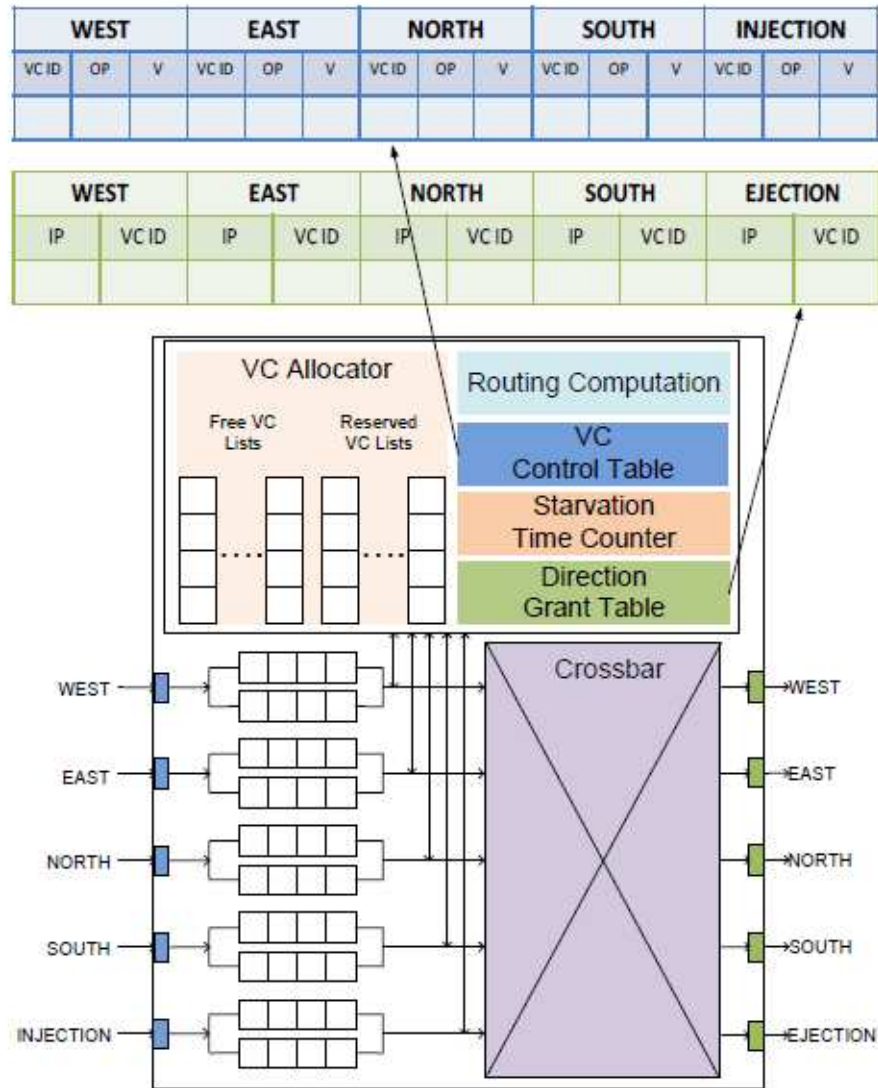 WEST EAST NORTH SOUTH INJECTION
VC ID OP V VC ID OP V VC ID OP V VC ID OP V VC ID OP V
WEST EAST NORTH SOUTH EJECTION
IP VC ID IP VC ID IP VC ID IP VC ID IP VC ID
VC Allocator
Free VC
Lists
Reserved
VC Lists
Routing Computation
VC
Control Table
Starvation
Time Counter
Direction
Grant Table
Crossbar
WEST WEST
EAST EAST
NORTH NORTH
SOUTH SOUTH
INJECTION EJECTION